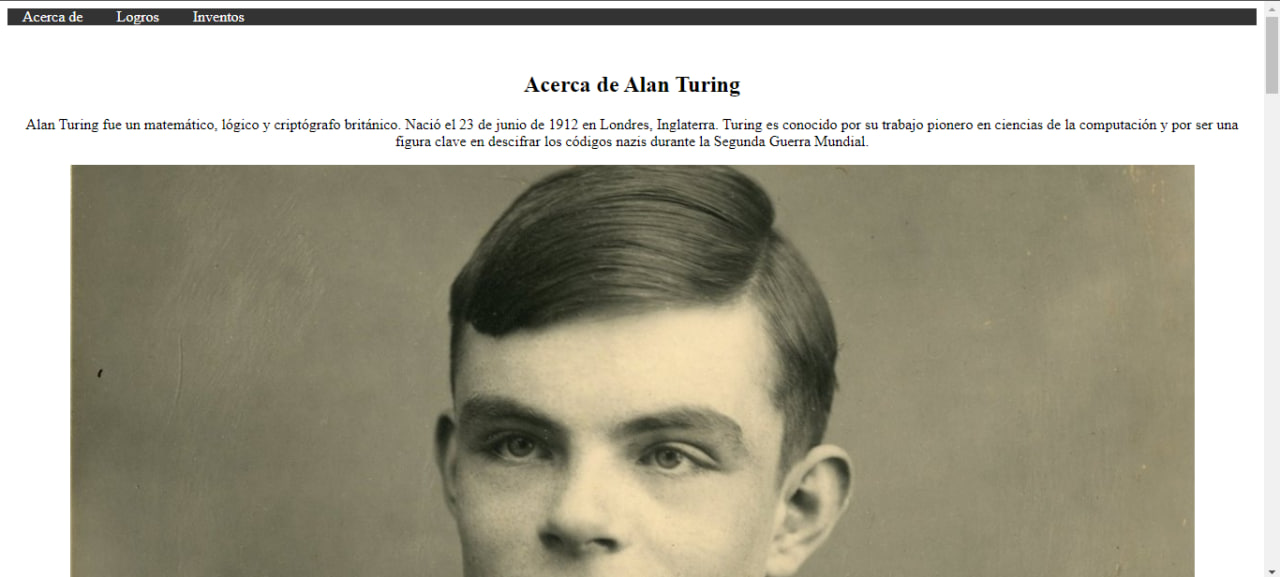 Acerca de Logros Inventos
Acerca de Alan Turing
Alan Turing fue un matemático, lógico y criptógrafo británico. Nació el 23 de junio de 1912 en Londres, Inglaterra. Turing es conocido por su trabajo pionero en ciencias de la computación y por ser una
figura clave en descifrar los códigos nazis durante la Segunda Guerra Mundial.